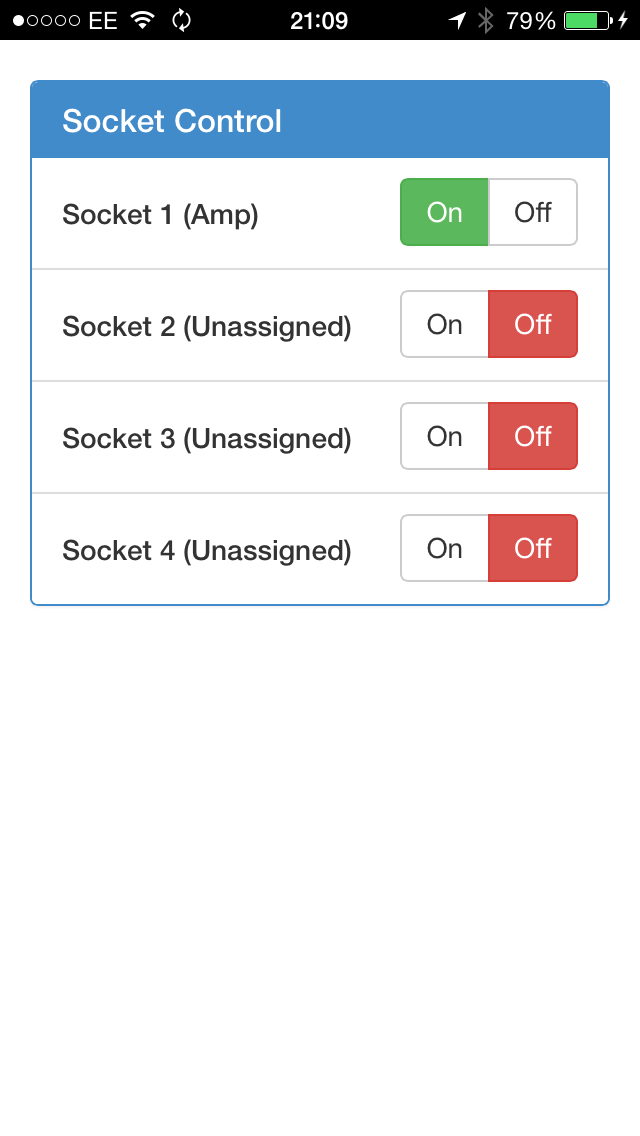 EE 21:09 79%
Socket Control
Socket 1 (Amp) On Off
Socket 2 (Unassigned) On Off
Socket 3 (Unassigned) On Off
Socket 4 (Unassigned) On Off